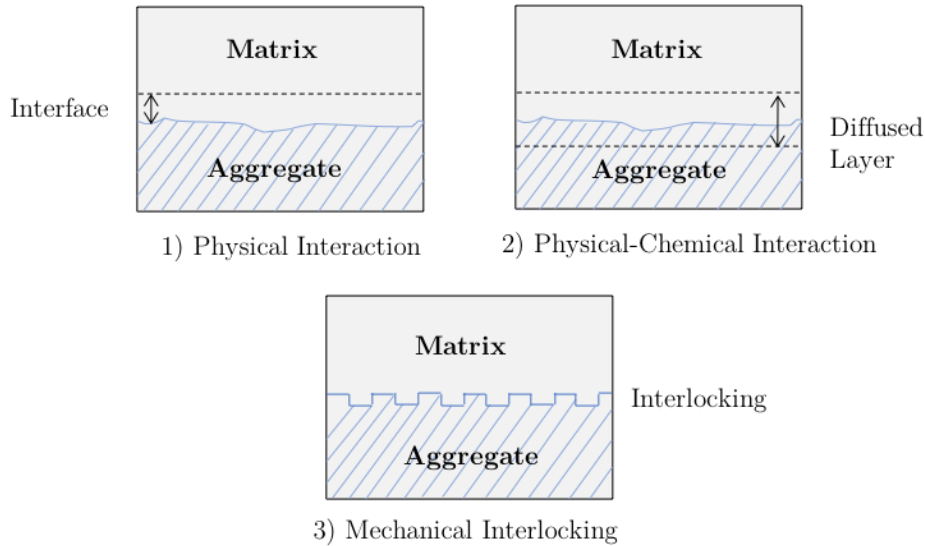 Matrix
Interface
Aggregate
1) Physical Interaction
Matrix
Diffused
Layer
Aggregate
2) Physical-Chemical Interaction
Matrix
Interlocking
Aggregate
3) Mechanical Interlocking